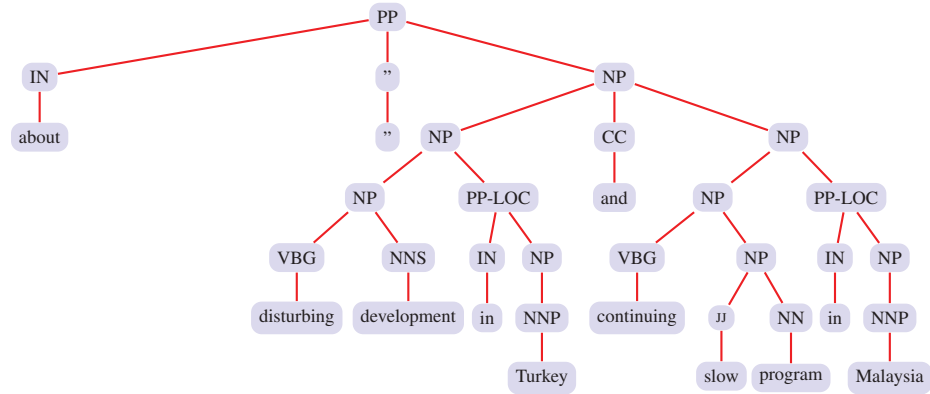 PP
IN ” NP
about ” NP CC NP
NP PP-LOC and NP PP-LOC
VBG NNS IN NP VBG NP IN NP
disturbing development in NNP continuing JJ NN in NNP
Turkey slow program Malaysia